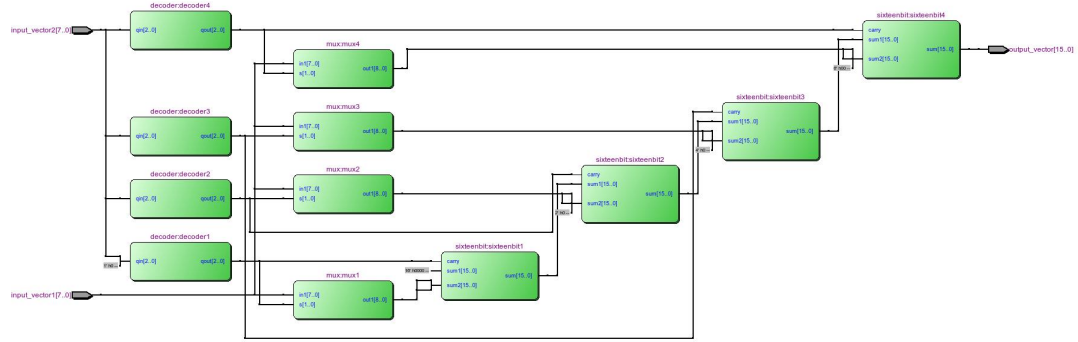 decoder:decoder4
input_vector2[7..0]
qin[2..0]
qout[2..0]
sixteenbit:sixteenbit4
carry
sum1[15..0]
sum2[15..0]
sum[15..0]
output_vector[15..0]
mux:mux4
in1[7..0]
s[1..0]
out1[8..0]
sixteenbit:sixteenbit3
carry
sum1[15..0]
sum2[15..0]
sum[15..0]
decoder:decoder3
qin[2..0]
qout[2..0]
mux:mux3
in1[7..0]
s[1..0]
out1[8..0]
sixteenbit:sixteenbit2
carry
sum1[15..0]
sum2[15..0]
sum[15..0]
decoder:decoder2
qin[2..0]
qout[2..0]
mux:mux2
in1[7..0]
s[1..0]
out1[8..0]
decoder:decoder1
qin[2..0]
qout[2..0]
sixteenbit:sixteenbit1
carry
sum1[15..0]
sum2[15..0]
sum[15..0]
mux:mux1
in1[7..0]
s[1..0]
out1[8..0]
input_vector1[7..0]